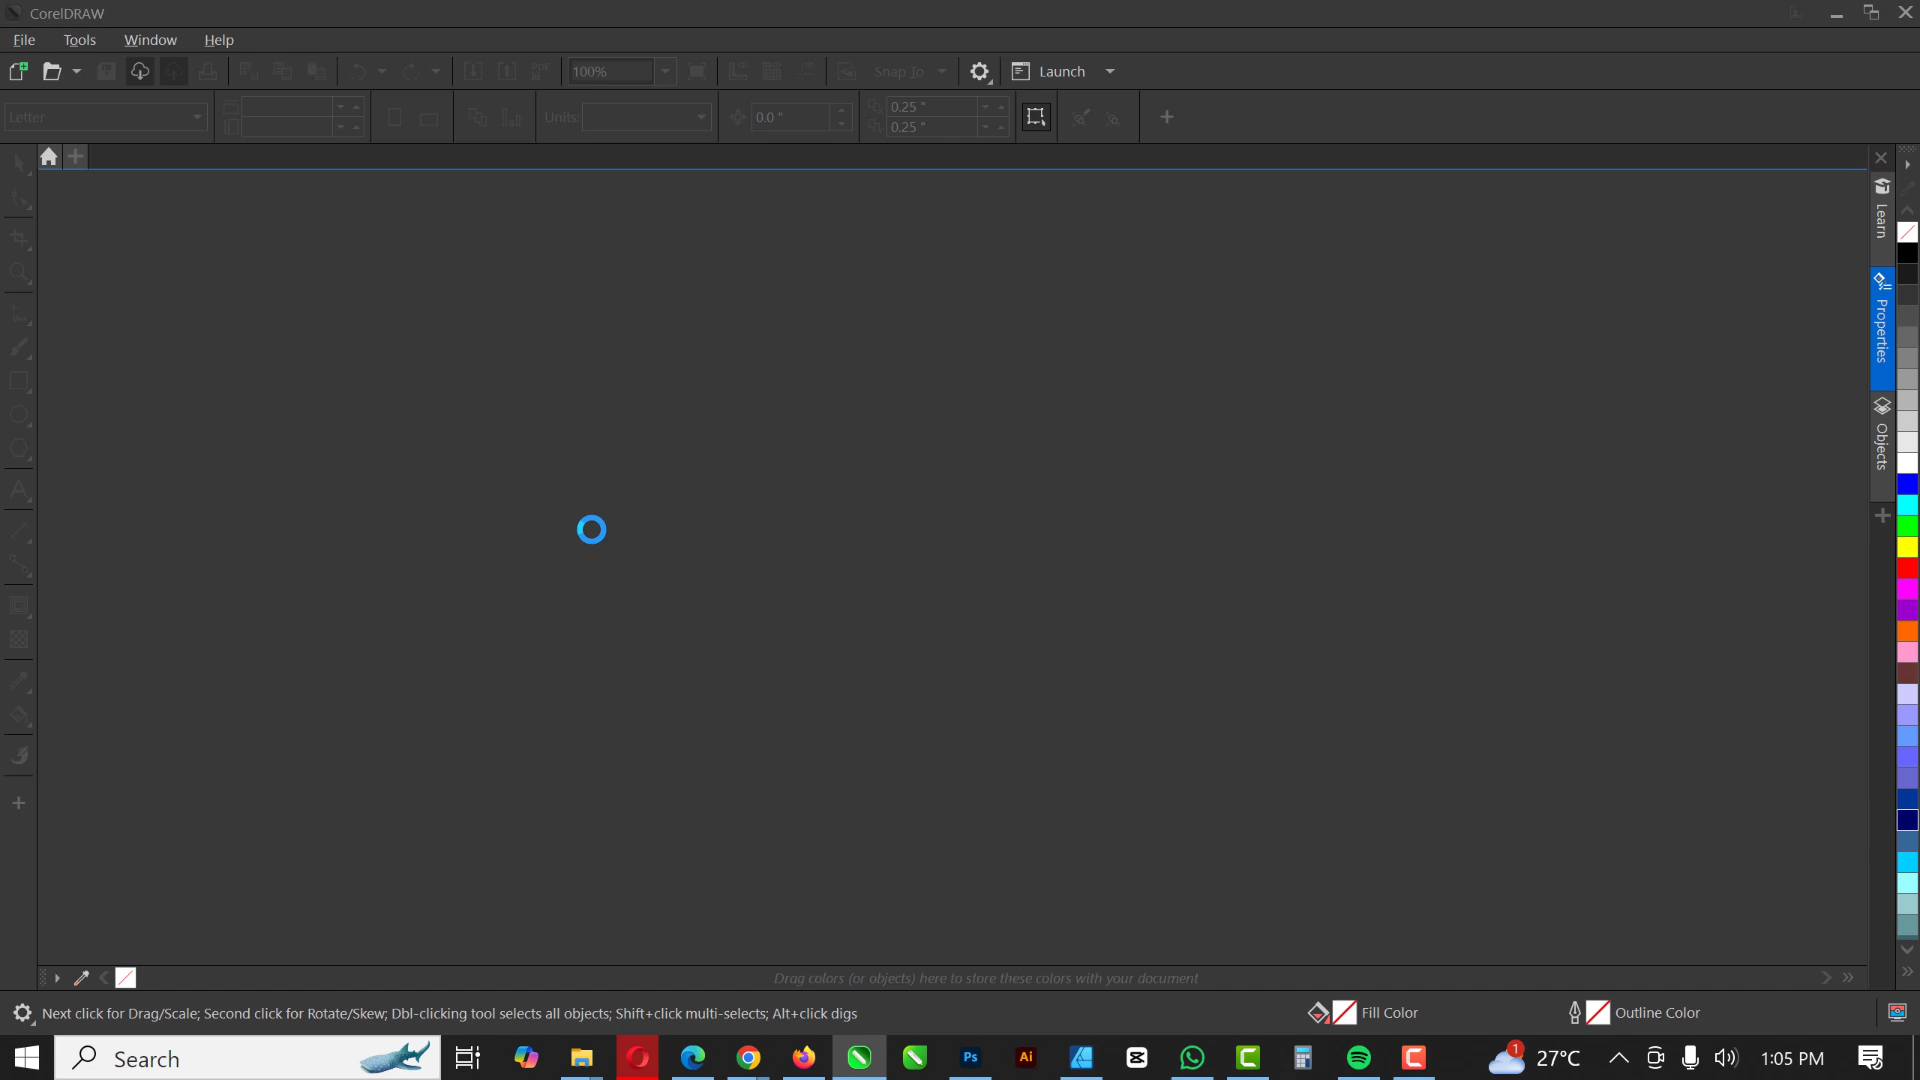 CorelDRAW
File Tools Window Help
100% Snap To Launch
Letter Units: 0.0 " 0.25 "
0.25 "
Learn
Properties
Objects
Drag colors (or objects) here to store these colors with your document
Next click for Drag/Scale; Second click for Rotate/Skew; Dbl-clicking tool selects all objects; Shift+click multi-selects; Alt+click digs Fill Color Outline Color
Search Ps Ai 1 27°C 1:05 PM